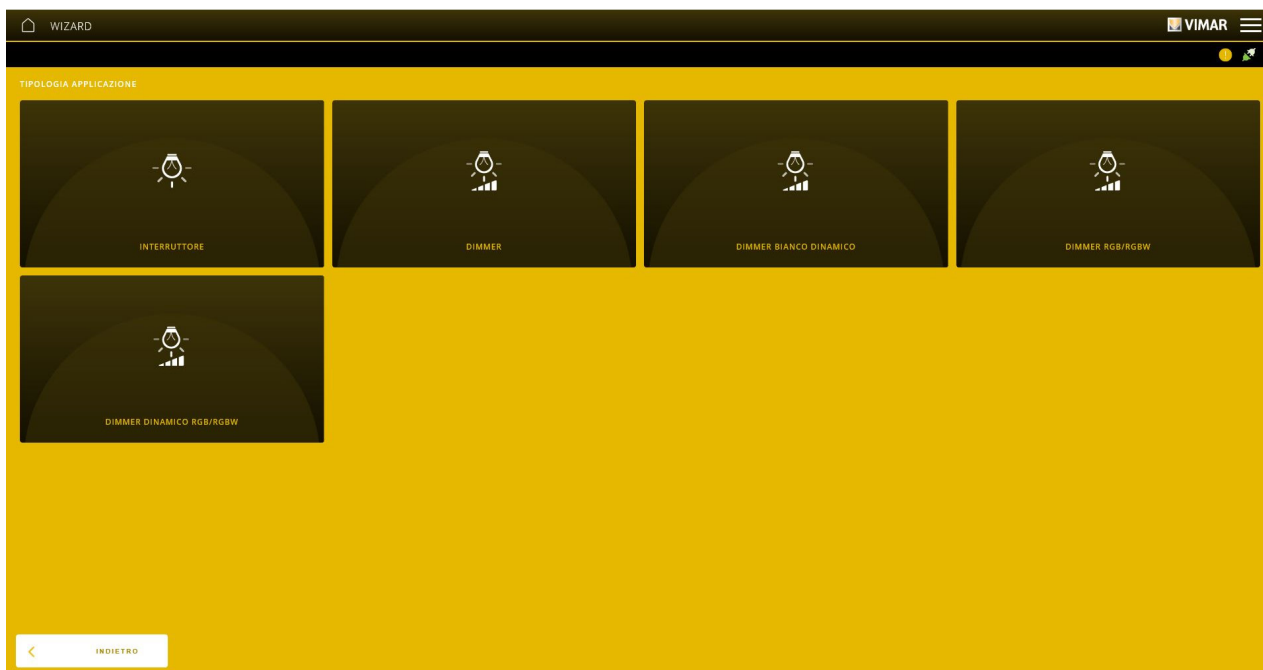 WIZARD
VIMAR
TIPOLOGIA APPLICAZIONE
INTERRUTTORE
DIMMER
DIMMER BIANCO DINAMICO
DIMMER RGB/RGBW
DIMMER DINAMICO RGB/RGBW
INDIETRO